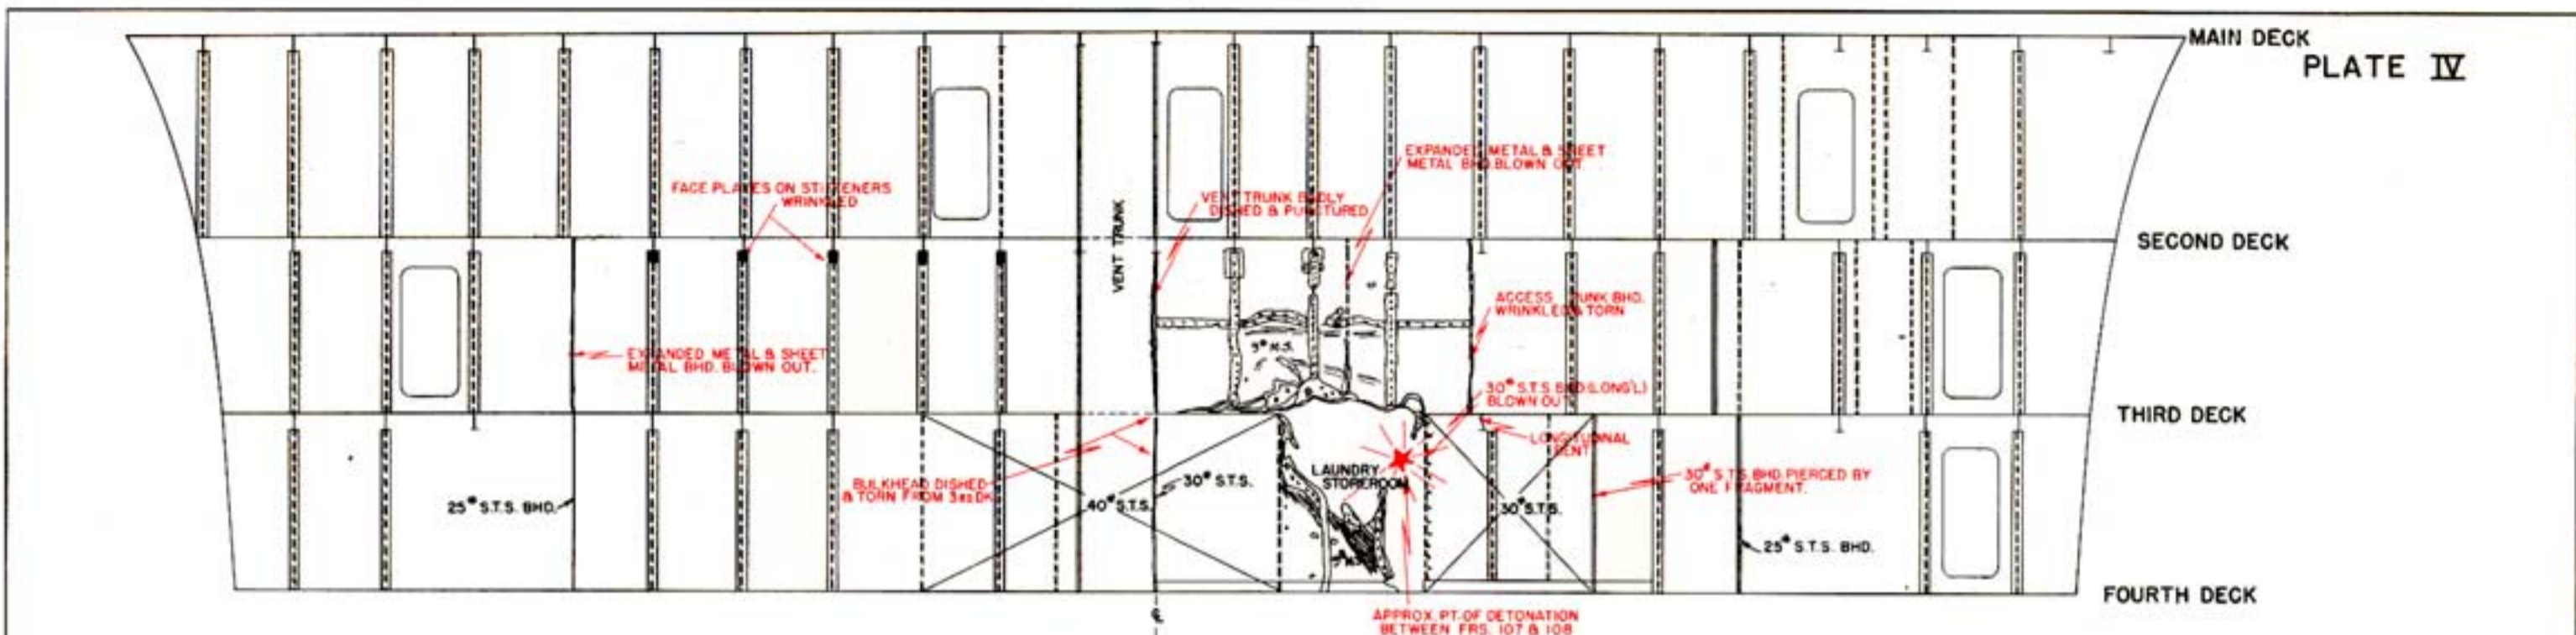 MAIN DECK
PLATE IV
EXPANDED METAL & SHEET
METAL BHD. BLOWN OUT.
FACE PLATES ON STIFFENERS
WRINKLED
VENT TRUNK BADLY
DISHED & PUNCTURED
VENT TRUNK
SECOND DECK
ACCESS TRUNK BHD.
WRINKLED & TORN
EXPANDED METAL & SHEET
METAL BHD. BLOWN OUT.
30# S.T.S. BHD.(LONG'L)
BLOWN OUT
THIRD DECK
LONGITUDINAL
BENT
LAUNDRY
STOREROOM
BULKHEAD DISHED
& TORN FROM 3RD DK
30# S.T.S.
30# S.T.S. BHD. PIERCED BY
ONE FRAGMENT.
25# S.T.S. BHD.
40# S.T.S.
30# S.T.S.
25# S.T.S. BHD.
FOURTH DECK
APPROX. PT. OF DETONATION
BETWEEN FRS. 107 & 108